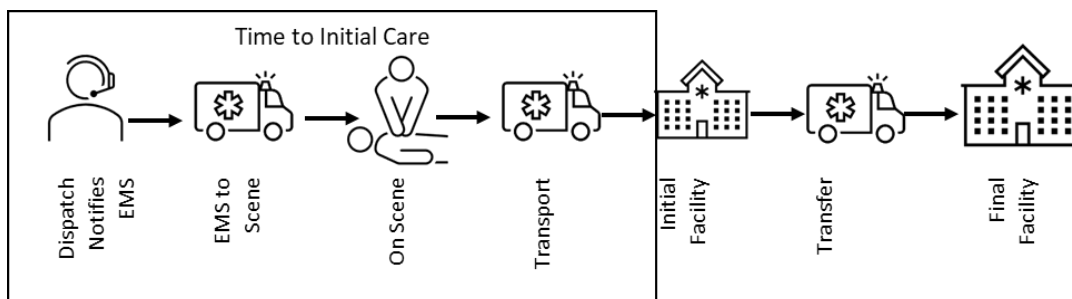 Time to Initial Care
Dispatch
Notifies
EMS
EMS to
Scene
On Scene
Transport
Initial
Facility
Transfer
Final
Facility